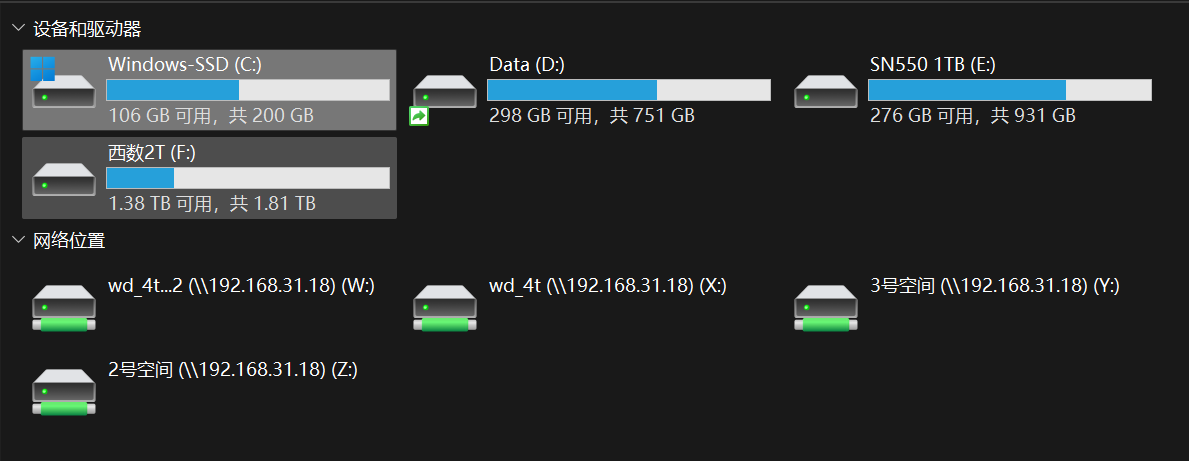 设备和驱动器
Windows-SSD (C:)
106 GB 可用，共 200 GB
Data (D:)
298 GB 可用，共 751 GB
SN550 1TB (E:)
276 GB 可用，共 931 GB
西数2T (F:)
1.38 TB 可用，共 1.81 TB
网络位置
wd_4t...2 (\\192.168.31.18) (W:)
wd_4t (\\192.168.31.18) (X:)
3号空间 (\\192.168.31.18) (Y:)
2号空间 (\\192.168.31.18) (Z:)